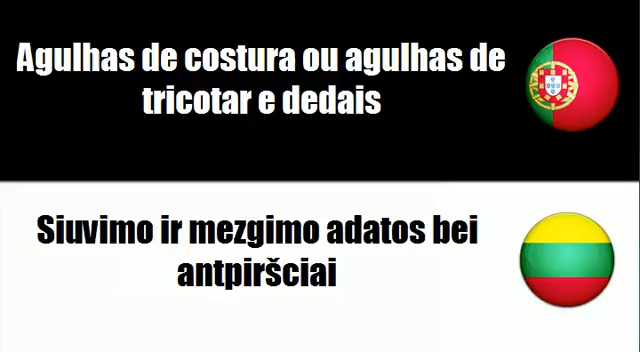 Agulhas de costura ou agulhas de
tricotar e dedais
Siuvimo ir mezgimo adatos bei
antpirščiai